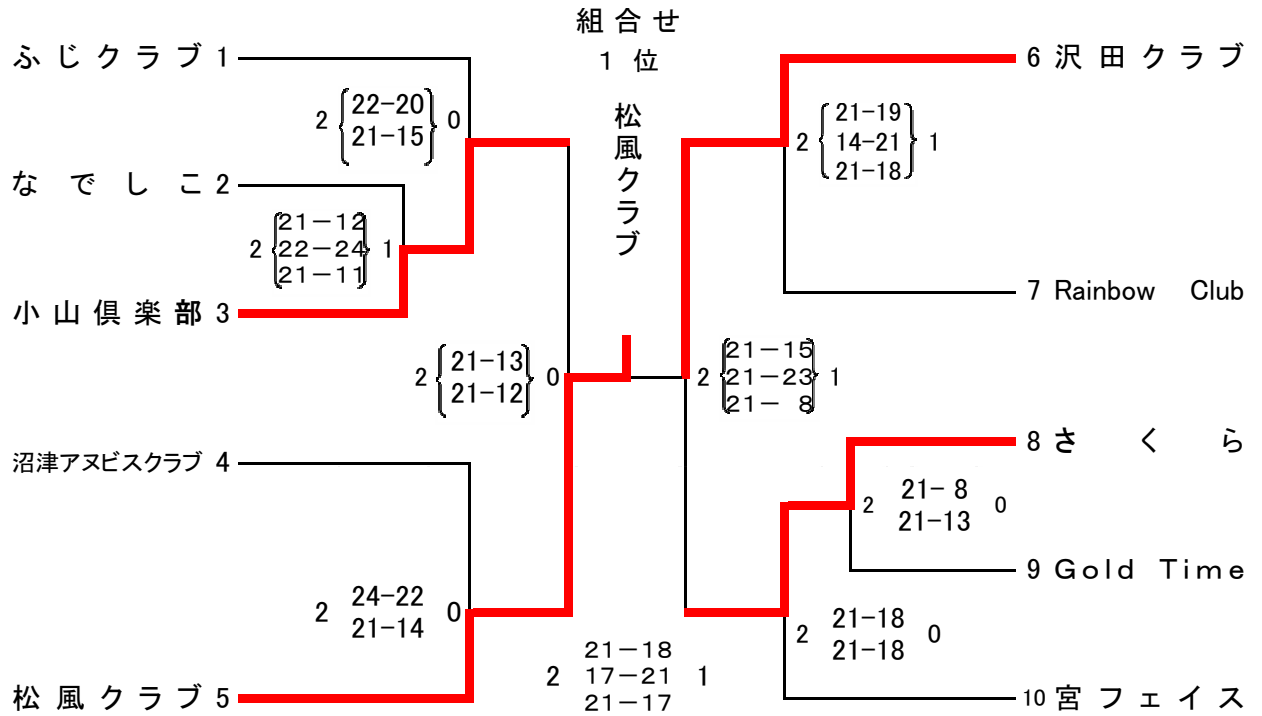 組合せ
1 位
松風クラブ
ふじクラブ 1
2 22-20 0
21-15
なでしこ 2
21-12
2 22-24 1
21-11
小山倶楽部 3
2 21-13 0
21-12
沼津アヌビスクラブ 4
2 24-22 0
21-14
松風クラブ 5
21-18
2 17-21 1
21-17
6 沢田クラブ
21-19
2 14-21 1
21-18
7 Rainbow Club
21-15
2 21-23 1
21- 8
8 さくら
2 21- 8 0
21-13
9 Gold Time
2 21-18 0
21-18
10 宮フェイス